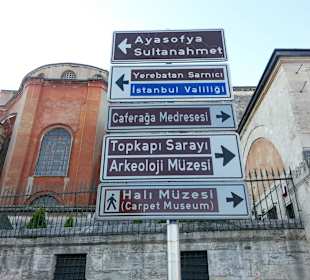 Ayasofya
Sultanahmet
Yerebatan Sarnıcı
İstanbul Valiliği
Caferağa Medresesi
Topkapı Sarayı
Arkeoloji Müzesi
Halı Müzesi
(Carpet Museum)